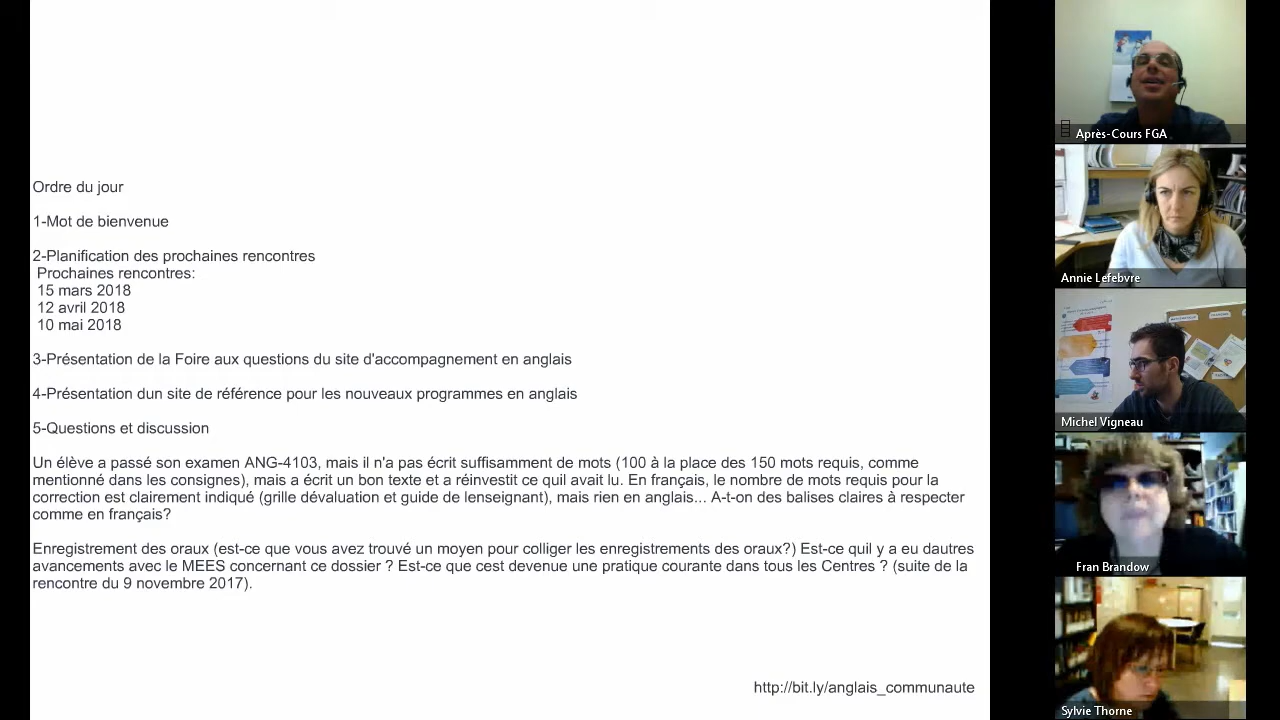 Ordre du jour
1-Mot de bienvenue
2-Planification des prochaines rencontres
Prochaines rencontres:
15 mars 2018
12 avril 2018
10 mai 2018
3-Présentation de la Foire aux questions du site d'accompagnement en anglais
4-Présentation dun site de référence pour les nouveaux programmes en anglais
5-Questions et discussion
Un élève a passé son examen ANG-4103, mais il n'a pas écrit suffisamment de mots (100 à la place des 150 mots requis, comme
mentionné dans les consignes), mais a écrit un bon texte et a réinvestit ce quil avait lu. En français, le nombre de mots requis pour la
correction est clairement indiqué (grille dévaluation et guide de lenseignant), mais rien en anglais... A-t-on des balises claires à respecter
comme en français?
Enregistrement des oraux (est-ce que vous avez trouvé un moyen pour colliger les enregistrements des oraux?) Est-ce quil y a eu dautres
avancements avec le MEES concernant ce dossier ? Est-ce que cest devenue une pratique courante dans tous les Centres ? (suite de la
rencontre du 9 novembre 2017).
http://bit.ly/anglais_communaute
Après-Cours FGA
Annie Lefebvre
Michel Vigneau
Fran Brandow
Sylvie Thorne